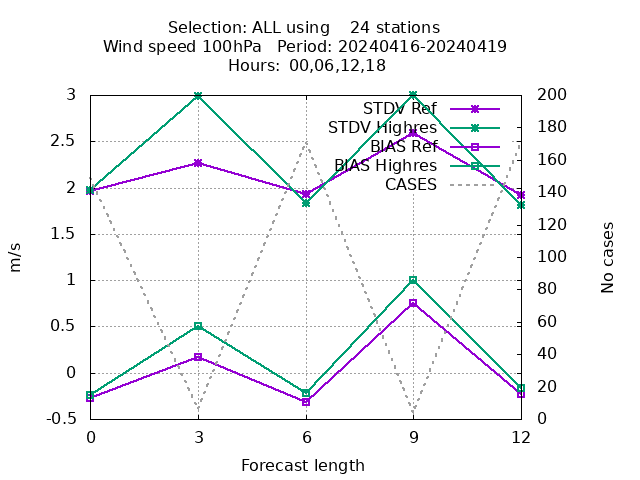 Selection: ALL using 24 stations
Wind speed 100hPa Period: 20240416-20240419
Hours: 00,06,12,18
3
2.5
2
1.5
1
0.5
0
-0.5
m/s
STDV Ref
STDV Highres
BIAS Ref
BIAS Highres
CASES
200
180
160
140
120
100
80
60
40
20
0
No cases
0 3 6 9 12
Forecast length